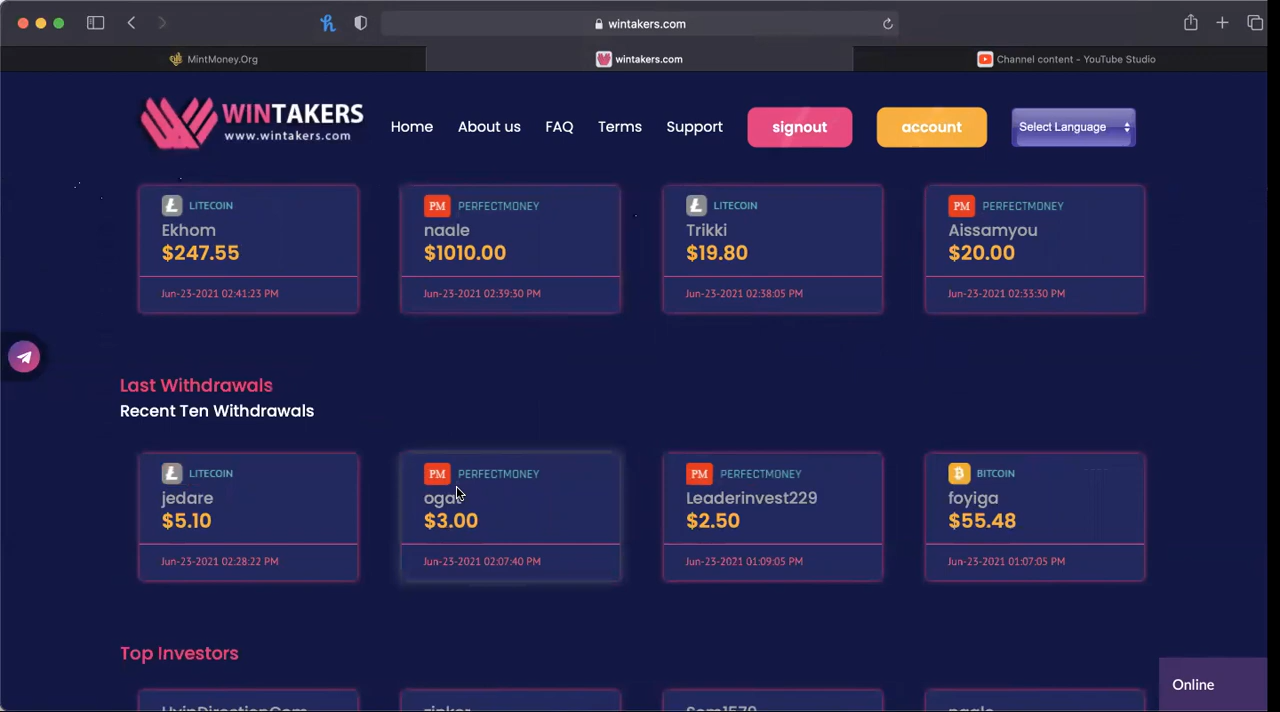 wintakers.com
MintMoney.Org
wintakers.com
Channel content - YouTube Studio
WINTAKERS
www.wintakers.com
Home
About us
FAQ
Terms
Support
signout
account
Select Language
LITECOIN
Ekhom
$247.55
Jun-23-2021 02:41:23 PM
PM PERFECTMONEY
naale
$1010.00
Jun-23-2021 02:39:30 PM
LITECOIN
Trikki
$19.80
Jun-23-2021 02:38:05 PM
PM PERFECTMONEY
Aissamyou
$20.00
Jun-23-2021 02:33:30 PM
Last Withdrawals
Recent Ten Withdrawals
LITECOIN
jedare
$5.10
Jun-23-2021 02:28:22 PM
PM PERFECTMONEY
$3.00
Jun-23-2021 02:07:40 PM
PM PERFECTMONEY
Leaderinvest229
$2.50
Jun-23-2021 01:09:05 PM
BITCOIN
foyiga
$55.48
Jun-23-2021 01:07:05 PM
Top Investors
Online